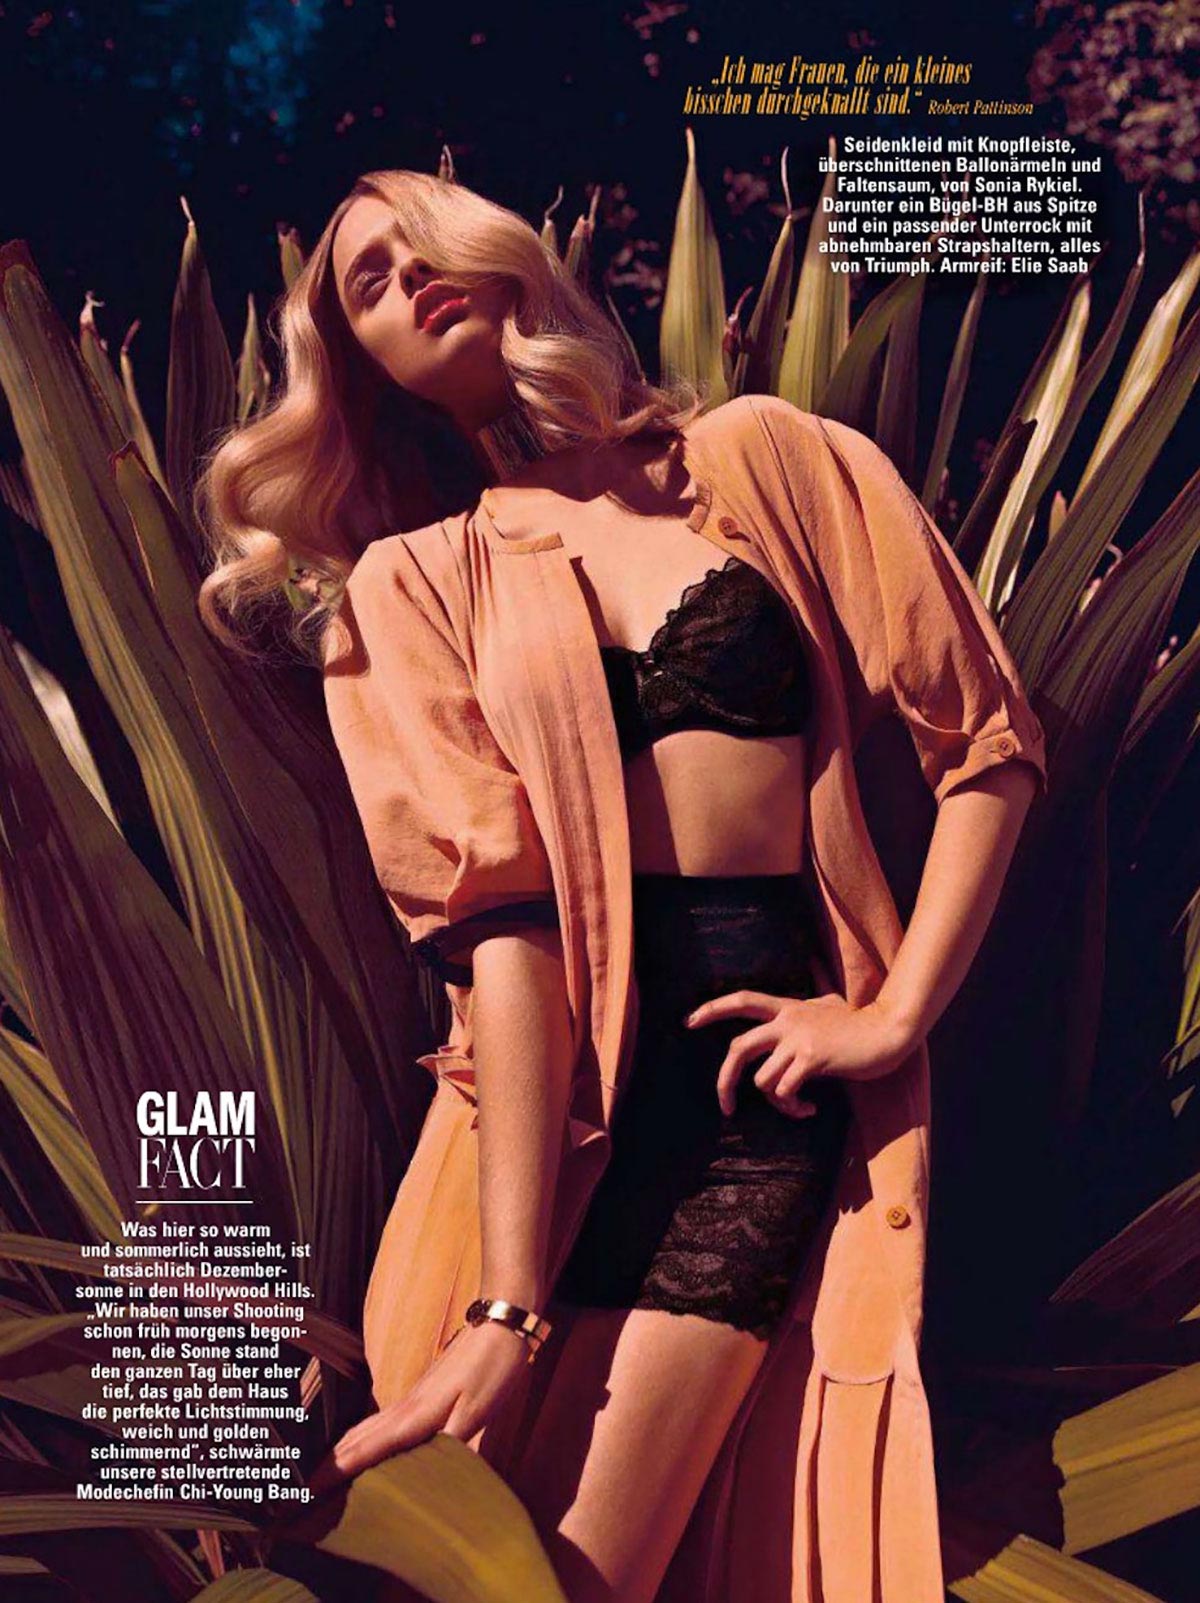 „Ich mag Frauen, die ein kleines
bisschen durchgeknallt sind.“ Robert Pattinson
Seidenkleid mit Knopfleiste,
überschnittenen Ballonärmeln und
Faltensaum, von Sonia Rykiel.
Darunter ein Bügel-BH aus Spitze
und ein passender Unterrock mit
abnehmbaren Strapshaltern, alles
von Triumph. Armreif: Elie Saab
GLAM
FACT
Was hier so warm
und sommerlich aussieht, ist
tatsächlich Dezember-
sonne in den Hollywood Hills.
„Wir haben unser Shooting
schon früh morgens begon-
nen, die Sonne stand
den ganzen Tag über eher
tief, das gab dem Haus
die perfekte Lichtstimmung,
weich und golden
schimmernd“, schwärmte
unsere stellvertretende
Modechefin Chi-Young Bang.